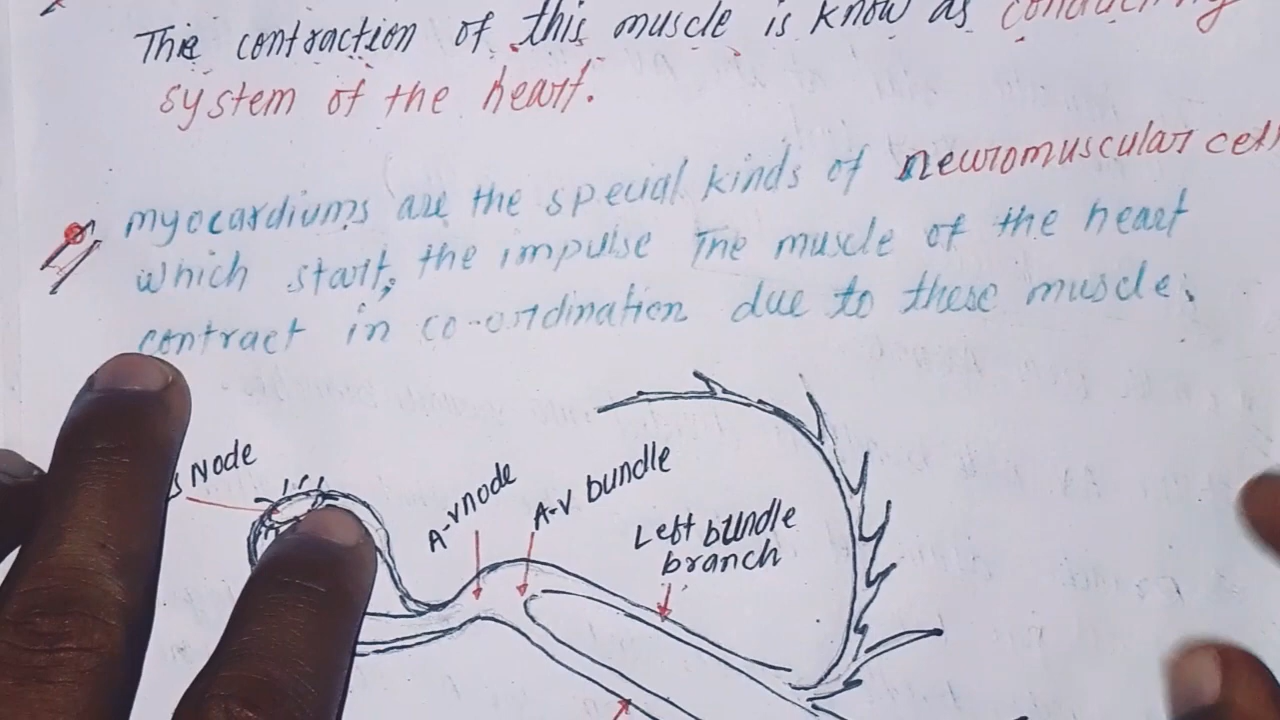 The contraction of this muscle is know as conducting
system of the heart.
myocardiums are the special kinds of neuromuscular cell
which start, the impulse The muscle of the heart
contract in co-ordination due to these muscle.
s Node
A-v node
A-v bundle
Left bundle
branch